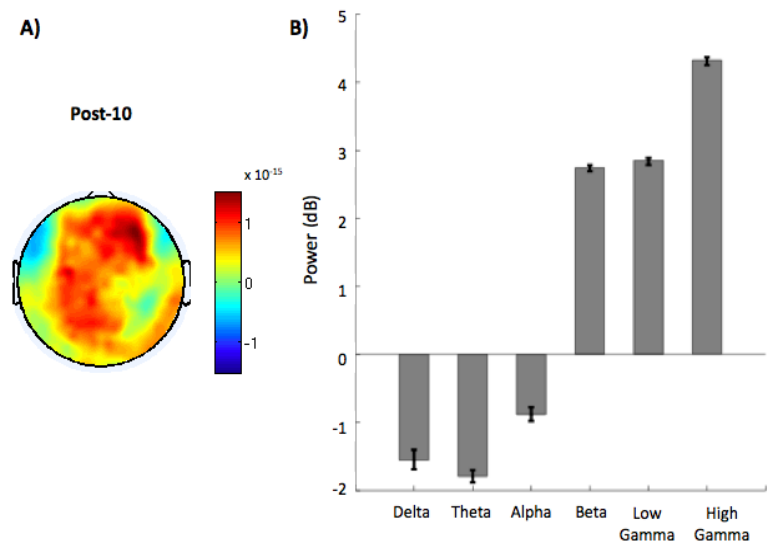 A)
Post-10
x 10-15
1
0
-1
B)
5
4
3
2
1
0
-1
-2
Power (dB)
Delta Theta Alpha Beta Low Gamma High Gamma